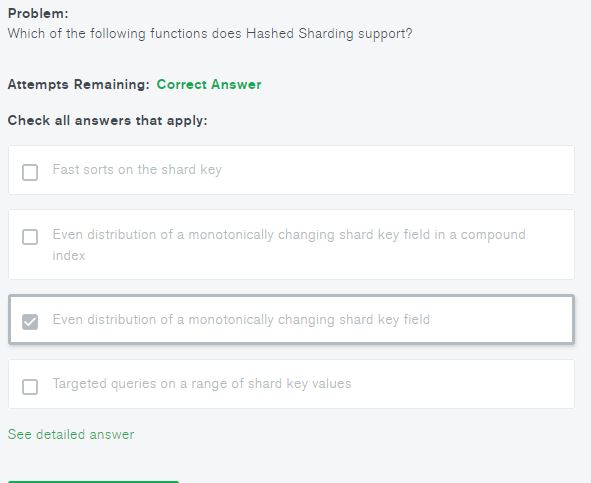 Problem:
Which of the following functions does Hashed Sharding support?
Attempts Remaining: Correct Answer
Check all answers that apply:
Fast sorts on the shard key
Even distribution of a monotonically changing shard key field in a compound
index
Even distribution of a monotonically changing shard key field
Targeted queries on a range of shard key values
See detailed answer